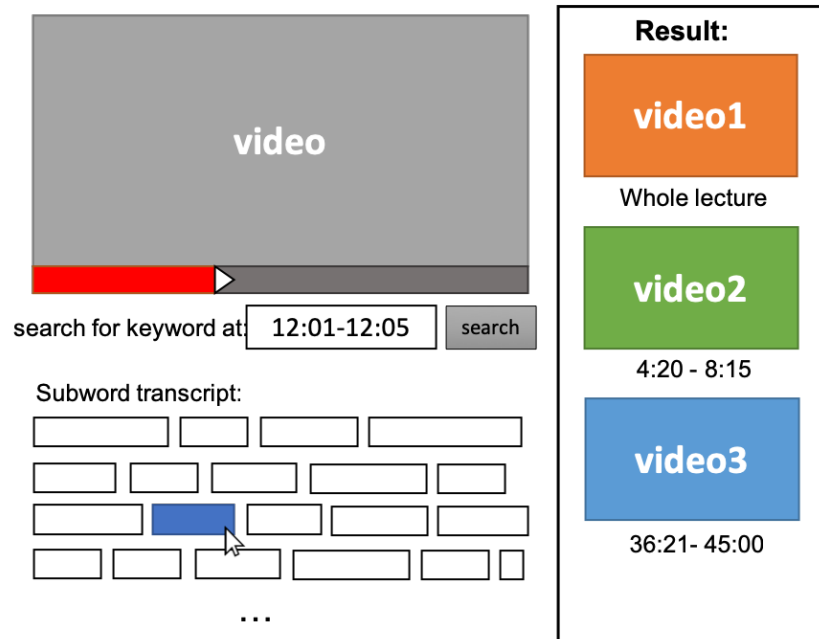 video
search for keyword at: 12:01-12:05 search
Subword transcript:
...
Result:
video1
Whole lecture
video2
4:20 - 8:15
video3
36:21- 45:00